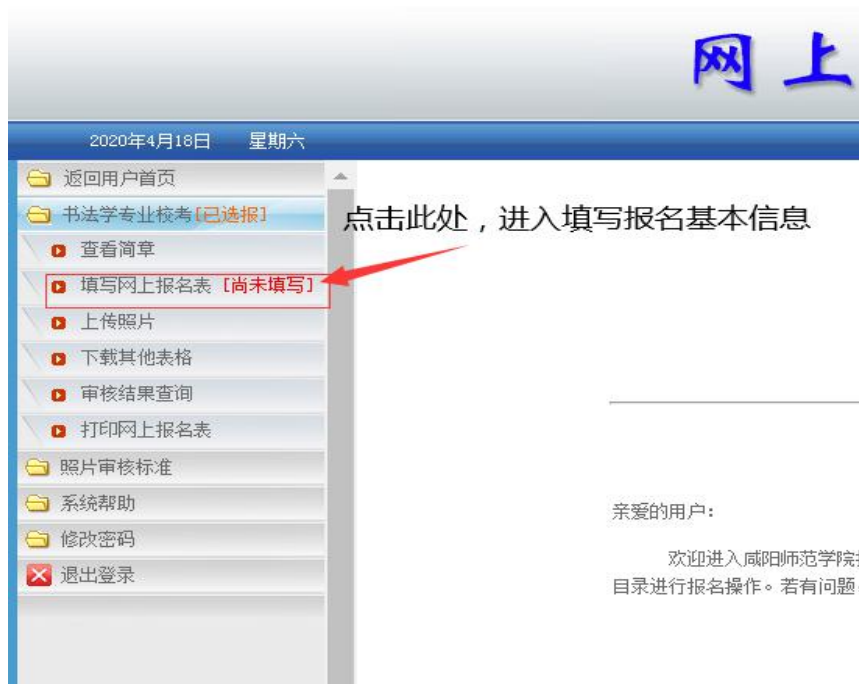 网上
2020年4月18日 星期六
返回用户首页
书法学专业校考[已选报]
点击此处，进入填写报名基本信息
查看简章
填写网上报名表 [尚未填写]
上传照片
下载其他表格
审核结果查询
打印网上报名表
照片审核标准
系统帮助
修改密码
退出登录
亲爱的用户：
欢迎进入咸阳师范学院
目录进行报名操作。若有问题